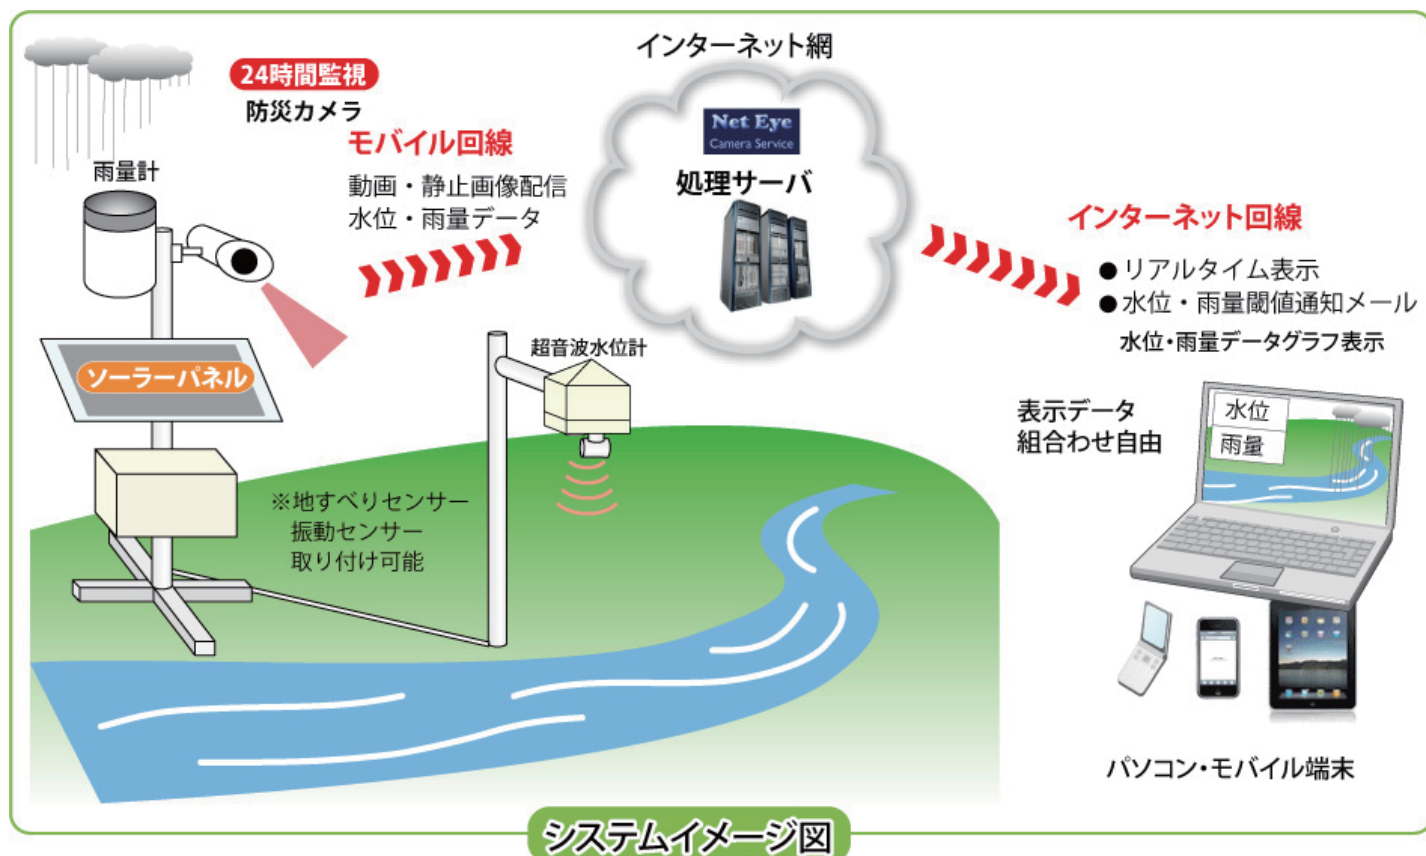 24時間監視
防災カメラ
雨量計
モバイル回線
動画・静止画像配信
水位・雨量データ
インターネット網
Net Eye
Camera Service
処理サーバ
インターネット回線
●リアルタイム表示
●水位・雨量閾値通知メール
水位・雨量データグラフ表示
ソーラーパネル
超音波水位計
※地すべりセンサー
振動センサー
取り付け可能
表示データ
組合わせ自由
水位
雨量
パソコン・モバイル端末
システムイメージ図